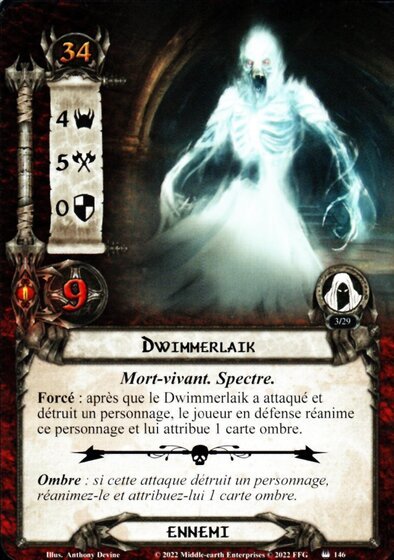 34
4
5
0
9
3/29
DWIMMERLAIK
Mort-vivant. Spectre.
Forcé : après que le Dwimmerlaik a attaqué et
détruit un personnage, le joueur en défense réanime
ce personnage et lui attribue 1 carte ombre.
Ombre : si cette attaque détruit un personnage,
réanimez-le et attribuez-lui 1 carte ombre.
ENNEMI
Illus. Anthony Devine © 2022 Middle-earth Enterprises © 2022 FFG 146